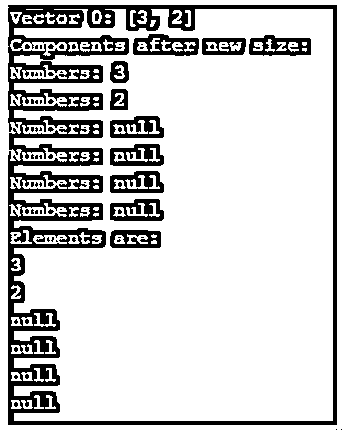 Vector 0: [3, 2]
Components after new size:
Numbers: 3
Numbers: 2
Numbers: null
Numbers: null
Numbers: null
Numbers: null
Elements are:
3
2
null
null
null
null